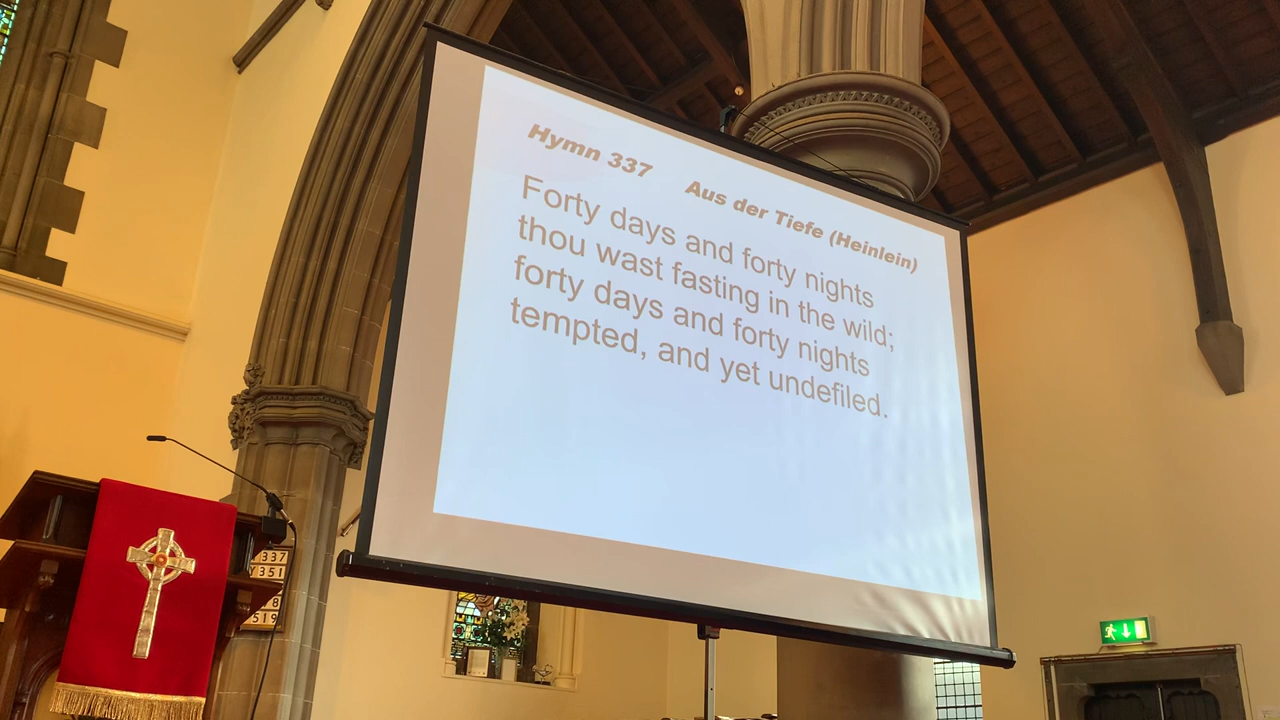 Hymn 337 Aus der Tiefe (Heinlein)
Forty days and forty nights
thou wast fasting in the wild;
forty days and forty nights
tempted, and yet undefiled.
337
351
519